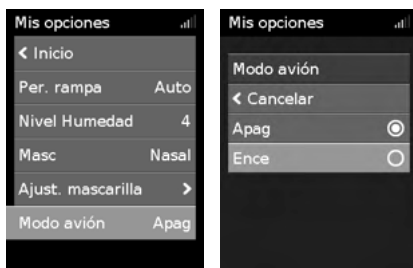 Mis opciones
< Inicio
Per. rampa Auto
Nivel Humedad 4
Masc Nasal
Ajust. mascarilla >
Modo avión Apag
Mis opciones
Modo avión
< Cancelar
Apag
Ence